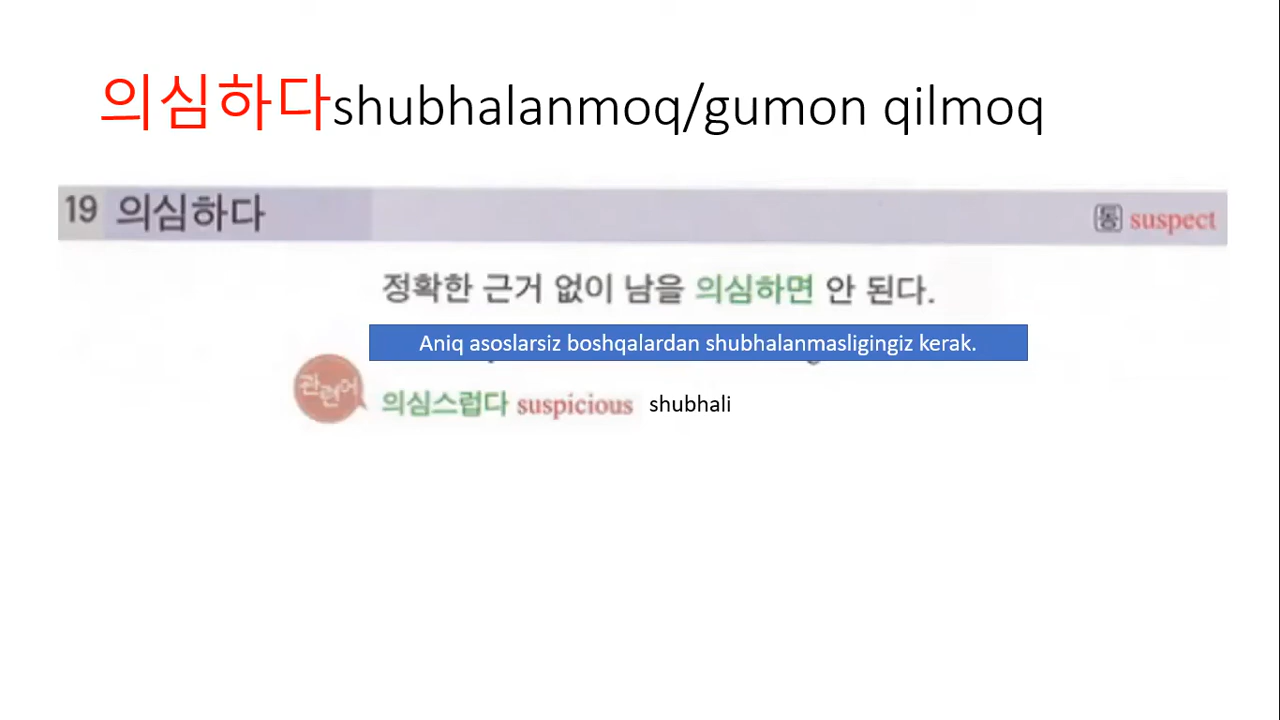 의심하다shubhalanmoq/gumon qilmoq
19 의심하다 동 suspect
정확한 근거 없이 남을 의심하면 안 된다.
Aniq asoslarsiz boshqalardan shubhalanmasligingiz kerak.
관련어
의심스럽다 suspicious shubhali